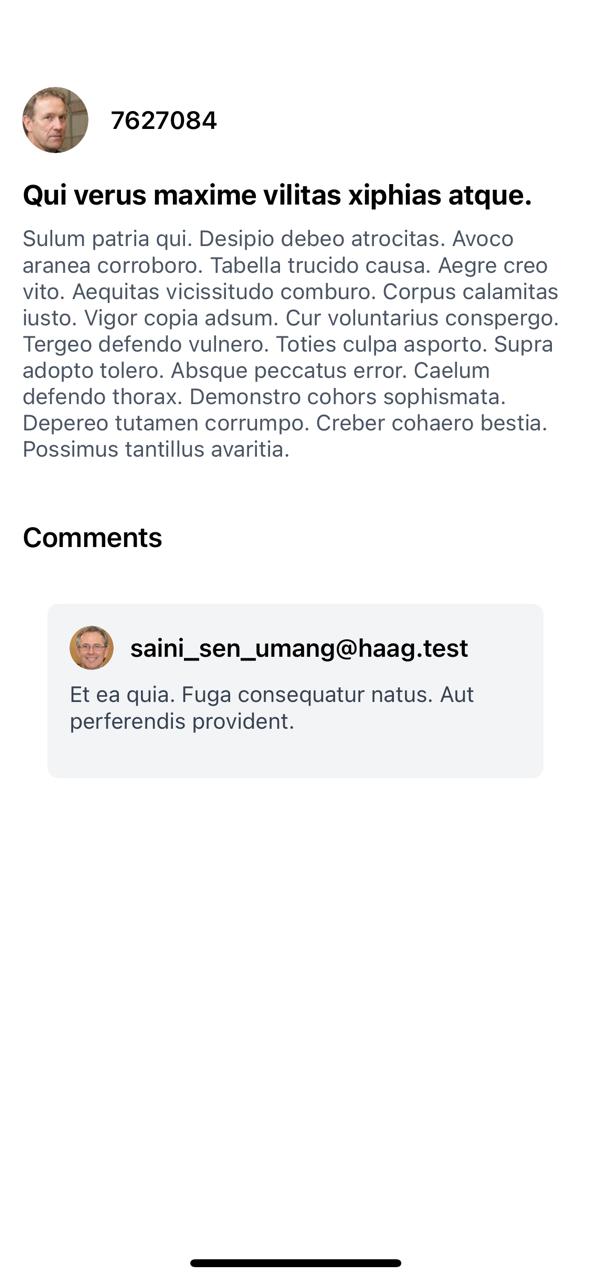 7627084
Qui verus maxime vilitas xiphias atque.
Sulum patria qui. Desipio debeo atrocitas. Avoco
aranea corroboro. Tabella trucido causa. Aegre creo
vito. Aequitas vicissitudo comburo. Corpus calamitas
iusto. Vigor copia adsum. Cur voluntarius conspergo.
Tergeo defendo vulnero. Toties culpa asporto. Supra
adopto tolero. Absque peccatus error. Caelum
defendo thorax. Demonstro cohors sophismata.
Depereo tutamen corrumpo. Creber cohaero bestia.
Possimus tantillus avaritia.
Comments
saini_sen_umang@haag.test
Et ea quia. Fuga consequatur natus. Aut
perferendis provident.